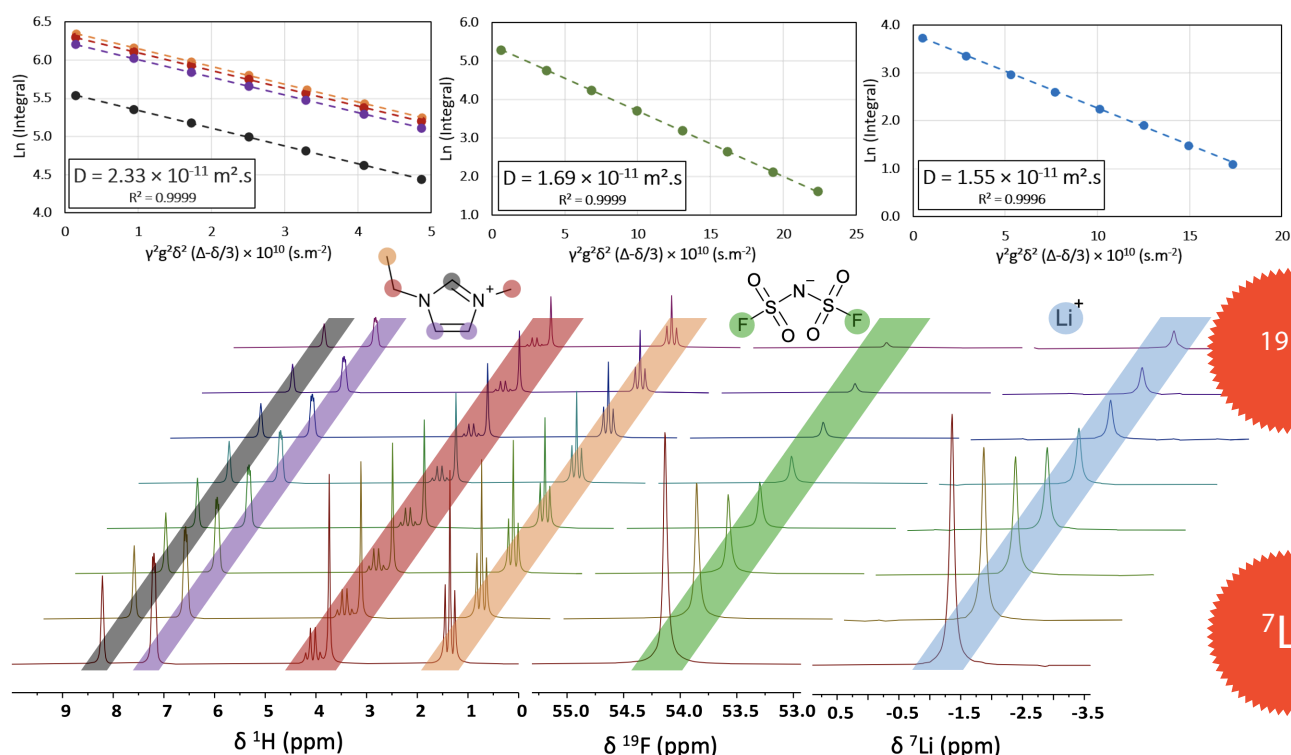 6.5
6.0
5.5
5.0
4.5
4.0
Ln (Integral)
D = 2.33 × 10⁻¹¹ m².s
R² = 0.9999
0 1 2 3 4 5
γ²g²δ² (Δ-δ/3) × 10¹⁰ (s.m⁻²)
6.0
5.0
4.0
3.0
2.0
1.0
Ln (Integral)
D = 1.69 × 10⁻¹¹ m².s
R² = 0.9999
0 5 10 15 20 25
γ²g²δ² (Δ-δ/3) × 10¹⁰ (s.m⁻²)
4.0
3.0
2.0
1.0
0.0
Ln (Integral)
D = 1.55 × 10⁻¹¹ m².s
R² = 0.9996
0 5 10 15 20
γ²g²δ² (Δ-δ/3) × 10¹⁰ (s.m⁻²)
N N +
O O
N −
S S
F F
O O
Li⁺
19
⁷L
9 8 7 6 5 4 3 2 1 0
δ ¹H (ppm)
55.0 54.5 54.0 53.5 53.0
δ ¹⁹F (ppm)
0.5 -0.5 -1.5 -2.5 -3.5
δ ⁷Li (ppm)